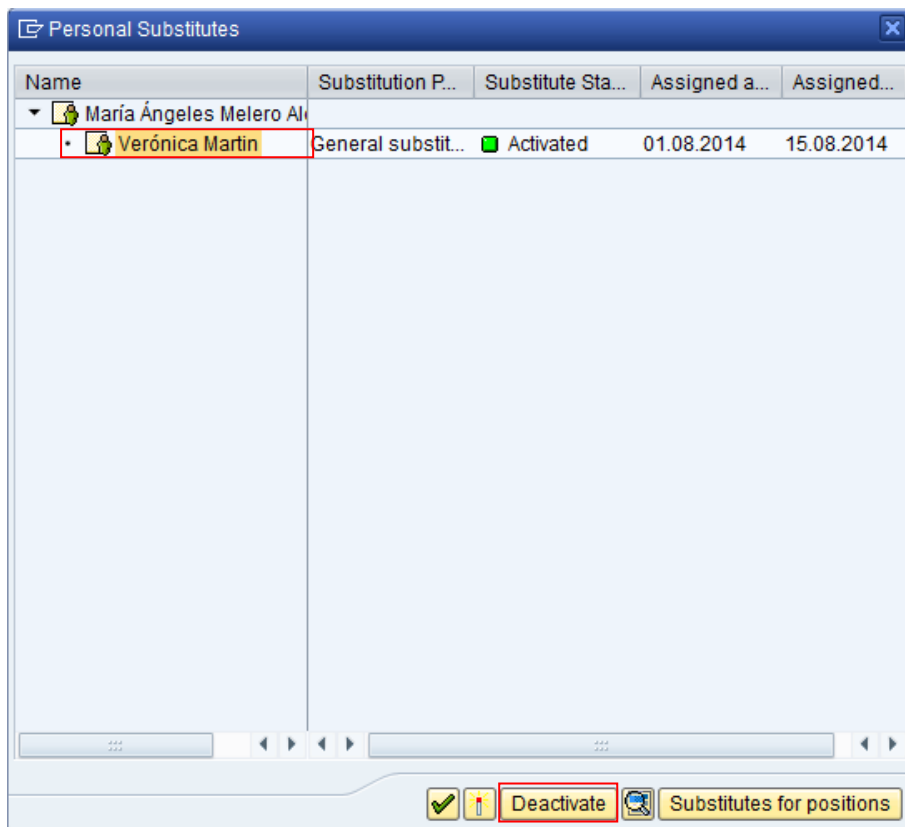 Personal Substitutes
Name Substitution P... Substitute Sta... Assigned a... Assigned...
María Ángeles Melero
Verónica Martin General substit... Activated 01.08.2014 15.08.2014
Deactivate Substitutes for positions